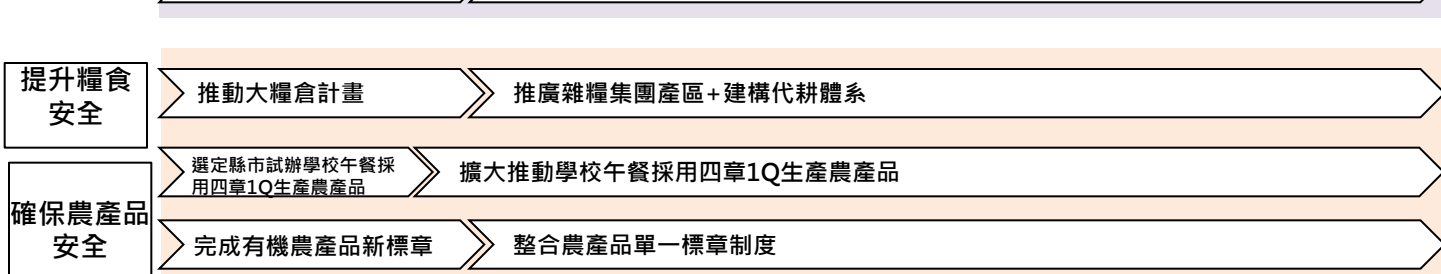 提升糧食
安全
推動大糧倉計畫
推廣雜糧集團產區+建構代耕體系
確保農產品
安全
選定縣市試辦學校午餐採
用四章1Q生產農產品
擴大推動學校午餐採用四章1Q生產農產品
完成有機農產品新標章
整合農產品單一標章制度